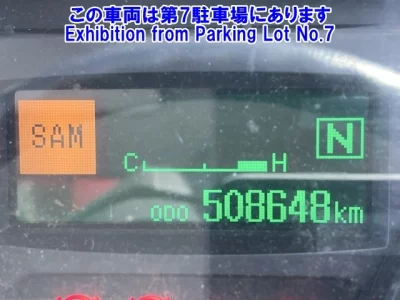 この車両は第7駐車場にあります
Exhibition from Parking Lot No.7
SAM N
C H
ODO 508648km